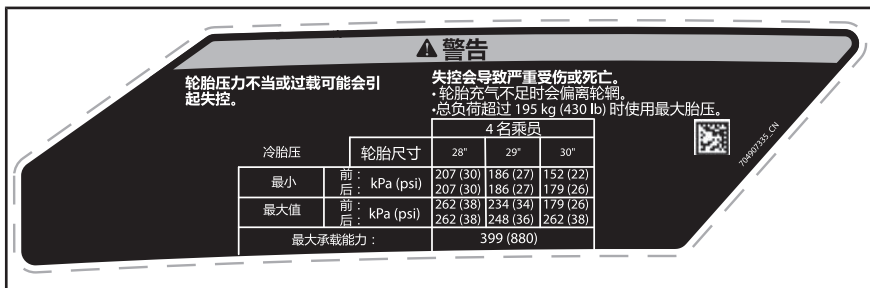 警告
轮胎压力不当或过载可能会引
起失控。
失控会导致严重受伤或死亡。
•轮胎充气不足时会偏离轮辋。
•总负荷超过 195 kg (430 lb) 时使用最大胎压。
4 名乘员
冷胎压 轮胎尺寸 28" 29" 30"
最小 前： kPa (psi) 207 (30) 186 (27) 152 (22)
后： 207 (30) 186 (27) 179 (26)
最大值 前： kPa (psi) 262 (38) 234 (34) 179 (26)
后： 262 (38) 248 (36) 262 (38)
最大承载能力： 399 (880)
704907335_CN